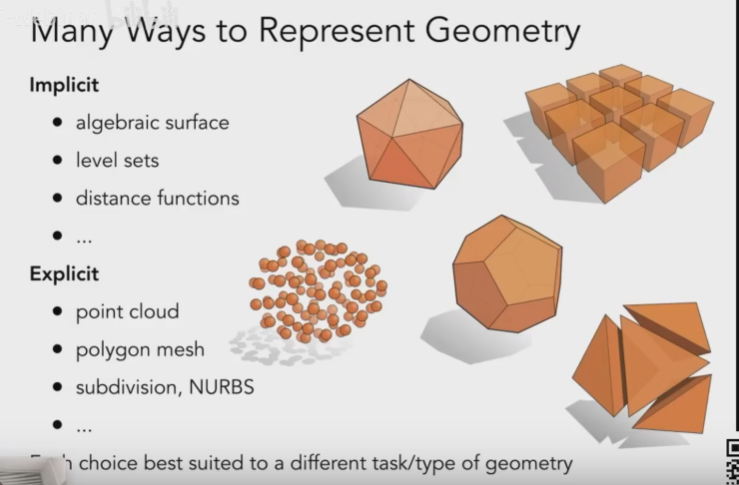 Many Ways to Represent Geometry
Implicit
• algebraic surface
• level sets
• distance functions
• ...
Explicit
• point cloud
• polygon mesh
• subdivision, NURBS
• ...
choice best suited to a different task/type of geometry